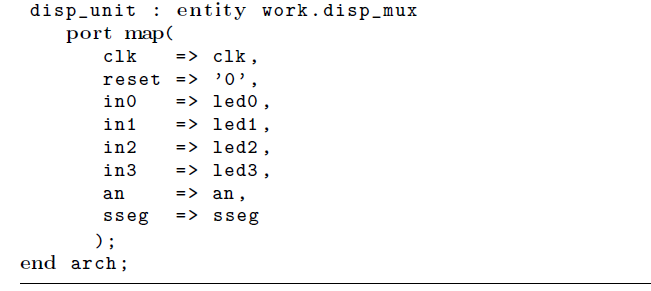 disp_unit : entity work.disp_mux
port map(
clk => clk,
reset => '0',
in0 => led0,
in1 => led1,
in2 => led2,
in3 => led3,
an => an,
sseg => sseg
);
end arch;